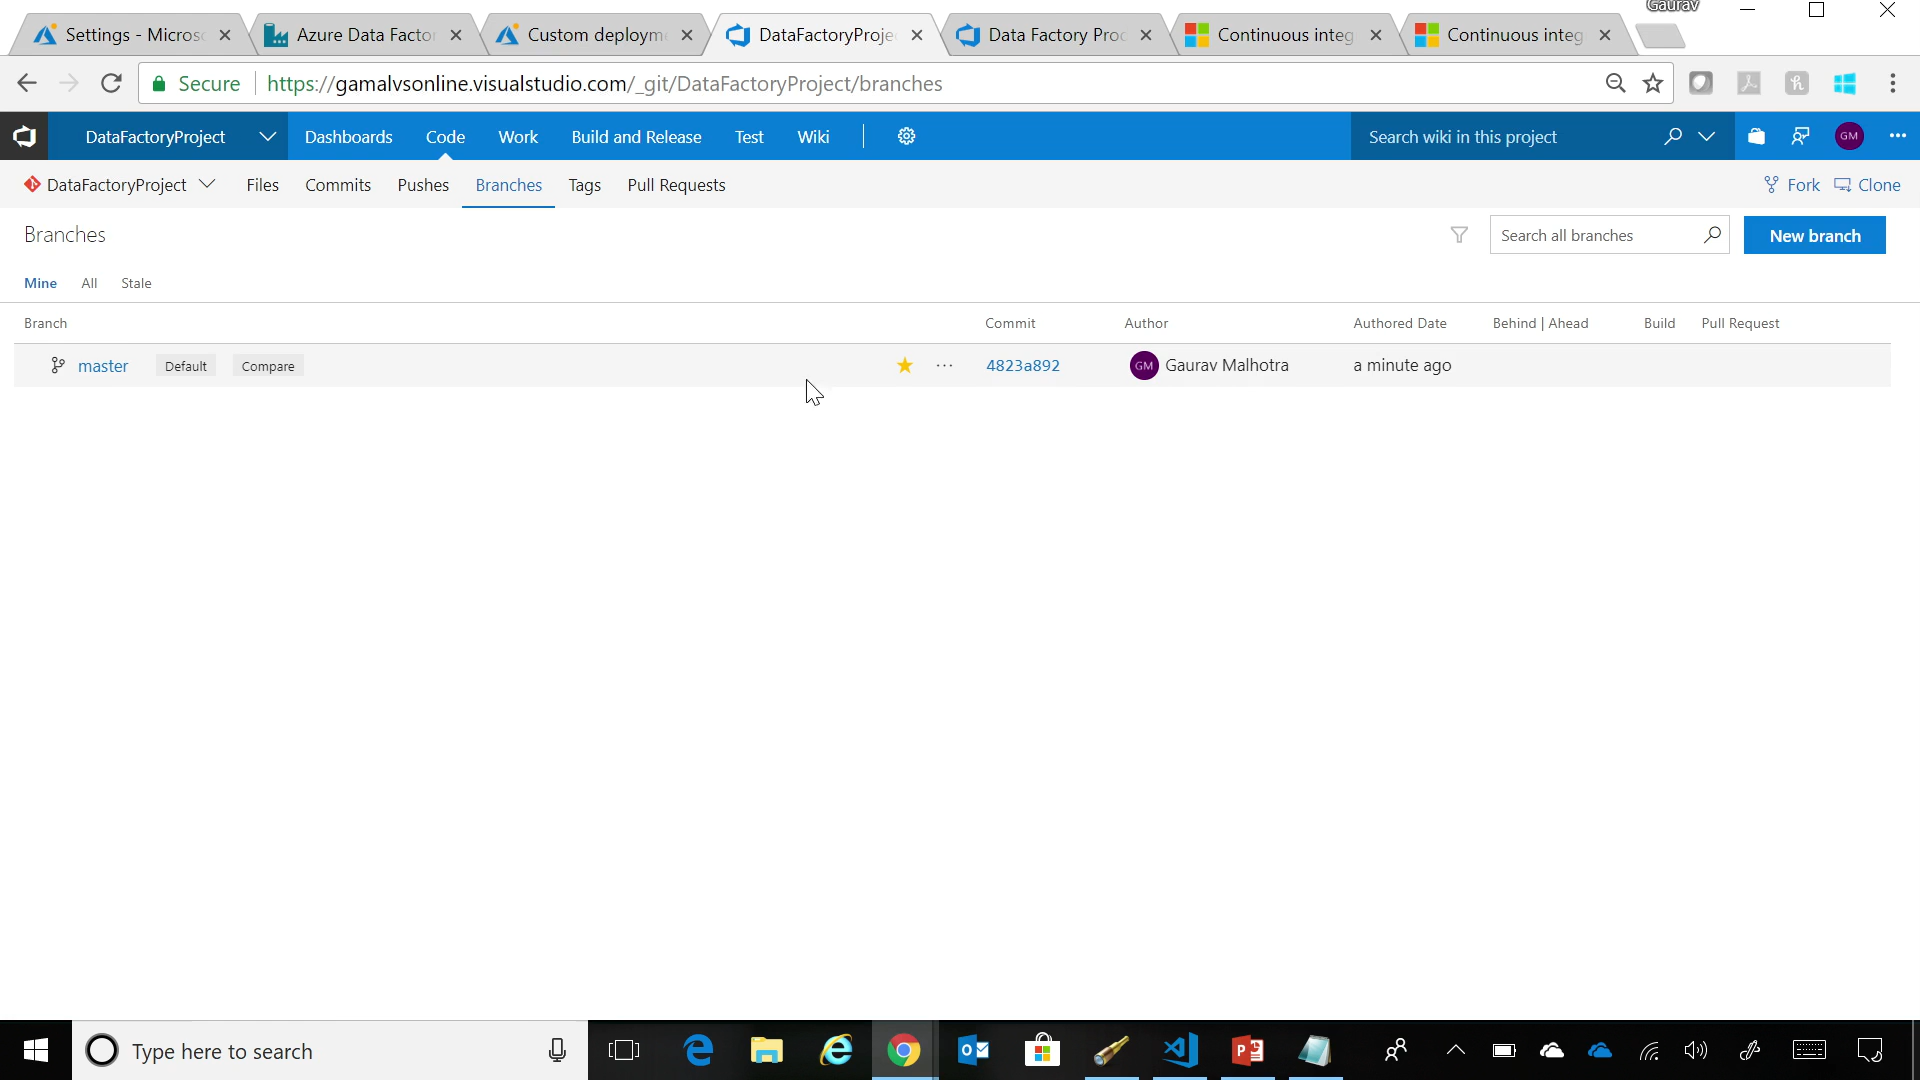 Gaurav
Settings - Micros
Azure Data Facto
Custom deploym
DataFactoryProje
Data Factory Pro
Continuous integ
Continuous integ
Secure https://gamalvsonline.visualstudio.com/_git/DataFactoryProject/branches
DataFactoryProject Dashboards Code Work Build and Release Test Wiki Search wiki in this project GM
DataFactoryProject Files Commits Pushes Branches Tags Pull Requests Fork Clone
Branches Search all branches New branch
Mine All Stale
Branch Commit Author Authored Date Behind | Ahead Build Pull Request
master Default Compare 4823a892 GM Gaurav Malhotra a minute ago
Type here to search